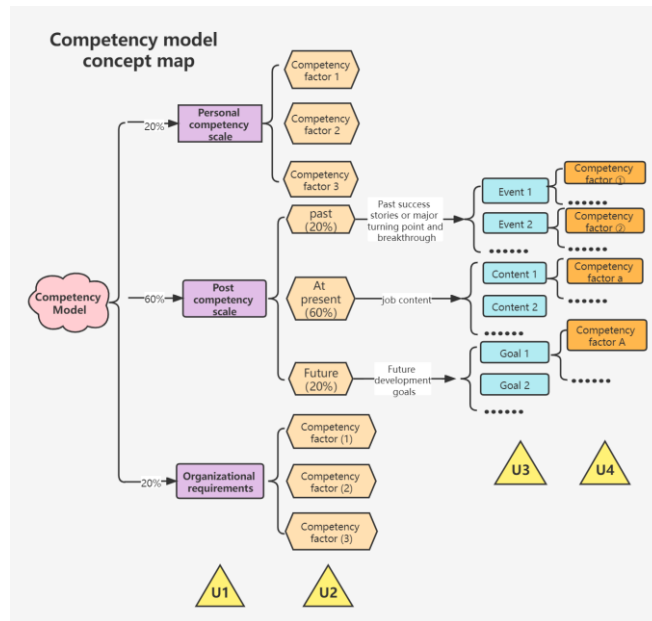 Competency model
concept map
Competency
factor 1
20%
Personal
competency
scale
Competency
factor 2
Competency
factor 3
past
(20%)
Past success
stories or major
turning point and
breakthrough
Event 1
Competency
factor ①
••••••
Event 2
Competency
factor ②
••••••
••••••
Competency
Model
60%
Post
competency
scale
At
present
(60%)
job content
Content 1
Competency
factor a
••••••
Content 2
••••••
Future
(20%)
Future
development
goals
Goal 1
Competency
factor A
••••••
Goal 2
••••••
20%
Organizational
requirements
Competency
factor (1)
Competency
factor (2)
Competency
factor (3)
U1
U2
U3
U4